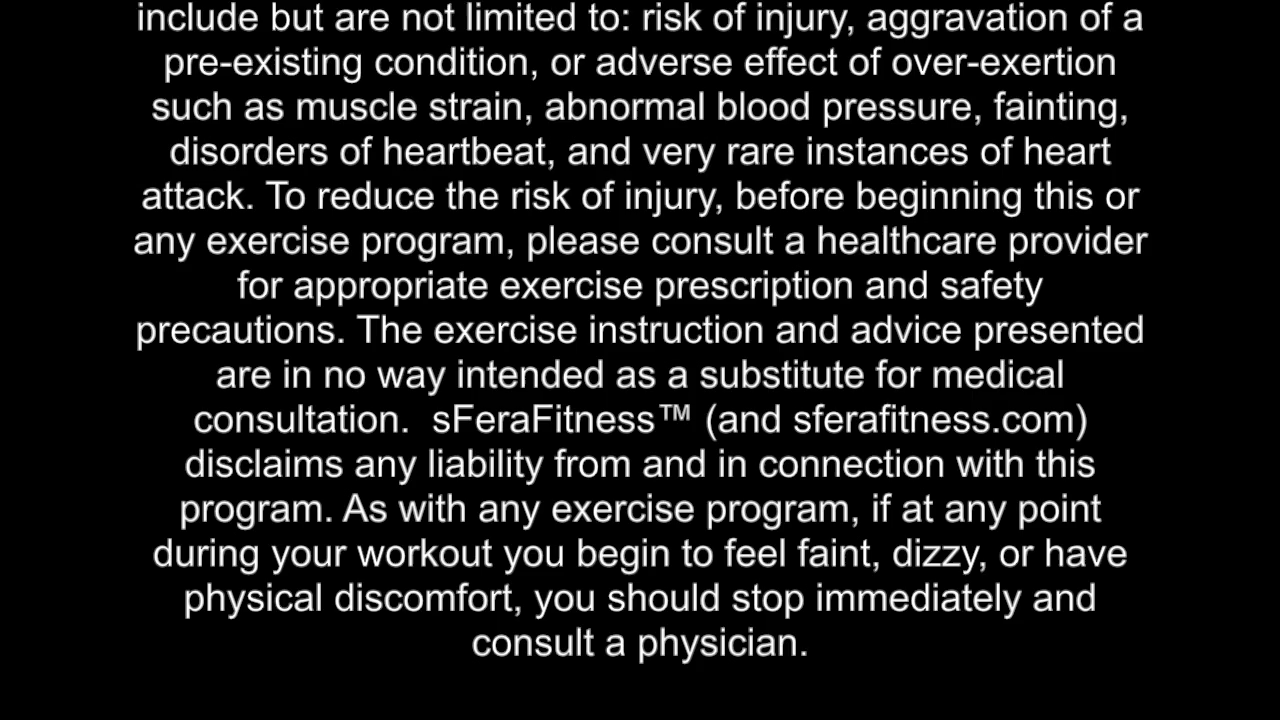 include but are not limited to: risk of injury, aggravation of a
pre-existing condition, or adverse effect of over-exertion
such as muscle strain, abnormal blood pressure, fainting,
disorders of heartbeat, and very rare instances of heart
attack. To reduce the risk of injury, before beginning this or
any exercise program, please consult a healthcare provider
for appropriate exercise prescription and safety
precautions. The exercise instruction and advice presented
are in no way intended as a substitute for medical
consultation.  sFeraFitness™ (and sferafitness.com)
disclaims any liability from and in connection with this
program. As with any exercise program, if at any point
during your workout you begin to feel faint, dizzy, or have
physical discomfort, you should stop immediately and
consult a physician.